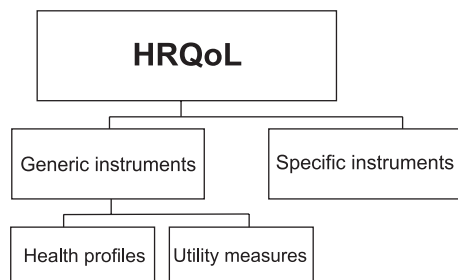 HRQoL
Generic instruments
Specific instruments
Health profiles
Utility measures